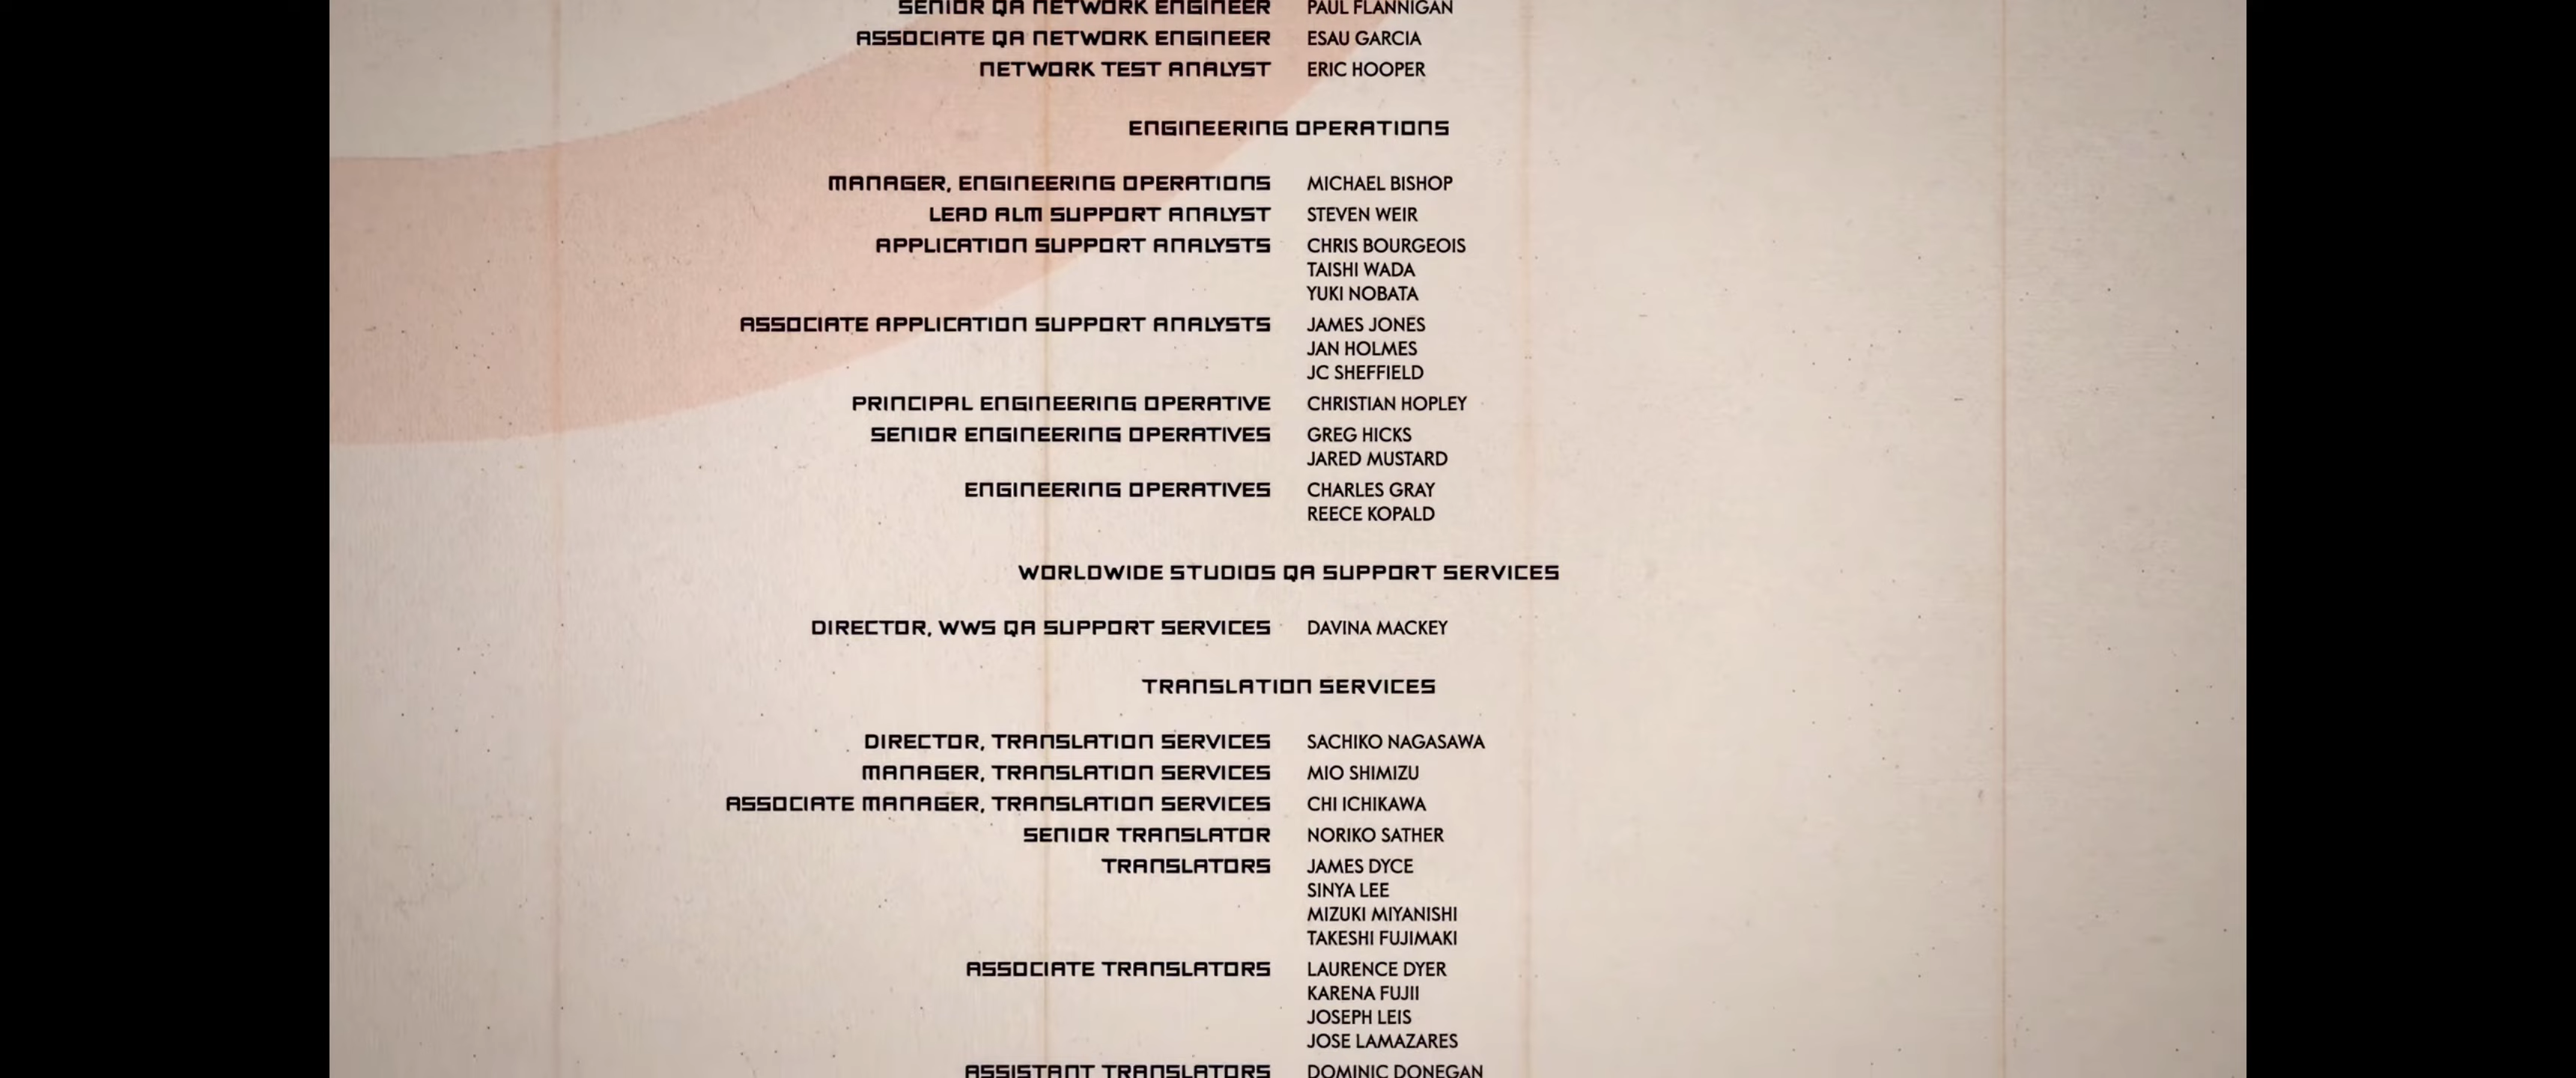 SENIOR QA NETWORK ENGINEER PAUL FLANNIGAN
ASSOCIATE QA NETWORK ENGINEER ESAU GARCIA
NETWORK TEST ANALYST ERIC HOOPER
ENGINEERING OPERATIONS
MANAGER, ENGINEERING OPERATIONS MICHAEL BISHOP
LEAD ALM SUPPORT ANALYST STEVEN WEIR
APPLICATION SUPPORT ANALYSTS CHRIS BOURGEOIS
TAISHI WADA
YUKI NOBATA
ASSOCIATE APPLICATION SUPPORT ANALYSTS JAMES JONES
JAN HOLMES
JC SHEFFIELD
PRINCIPAL ENGINEERING OPERATIVE CHRISTIAN HOPLEY
SENIOR ENGINEERING OPERATIVES GREG HICKS
JARED MUSTARD
ENGINEERING OPERATIVES CHARLES GRAY
REECE KOPALD
WORLDWIDE STUDIOS QA SUPPORT SERVICES
DIRECTOR, WWS QA SUPPORT SERVICES DAVINA MACKEY
TRANSLATION SERVICES
DIRECTOR, TRANSLATION SERVICES SACHIKO NAGASAWA
MANAGER, TRANSLATION SERVICES MIO SHIMIZU
ASSOCIATE MANAGER, TRANSLATION SERVICES CHI ICHIKAWA
SENIOR TRANSLATOR NORIKO SATHER
TRANSLATORS JAMES DYCE
SINYA LEE
MIZUKI MIYANISHI
TAKESHI FUJIMAKI
ASSOCIATE TRANSLATORS LAURENCE DYER
KARENA FUJII
JOSEPH LEIS
JOSE LAMAZARES
ASSISTANT TRANSLATORS DOMINIC DONEGAN